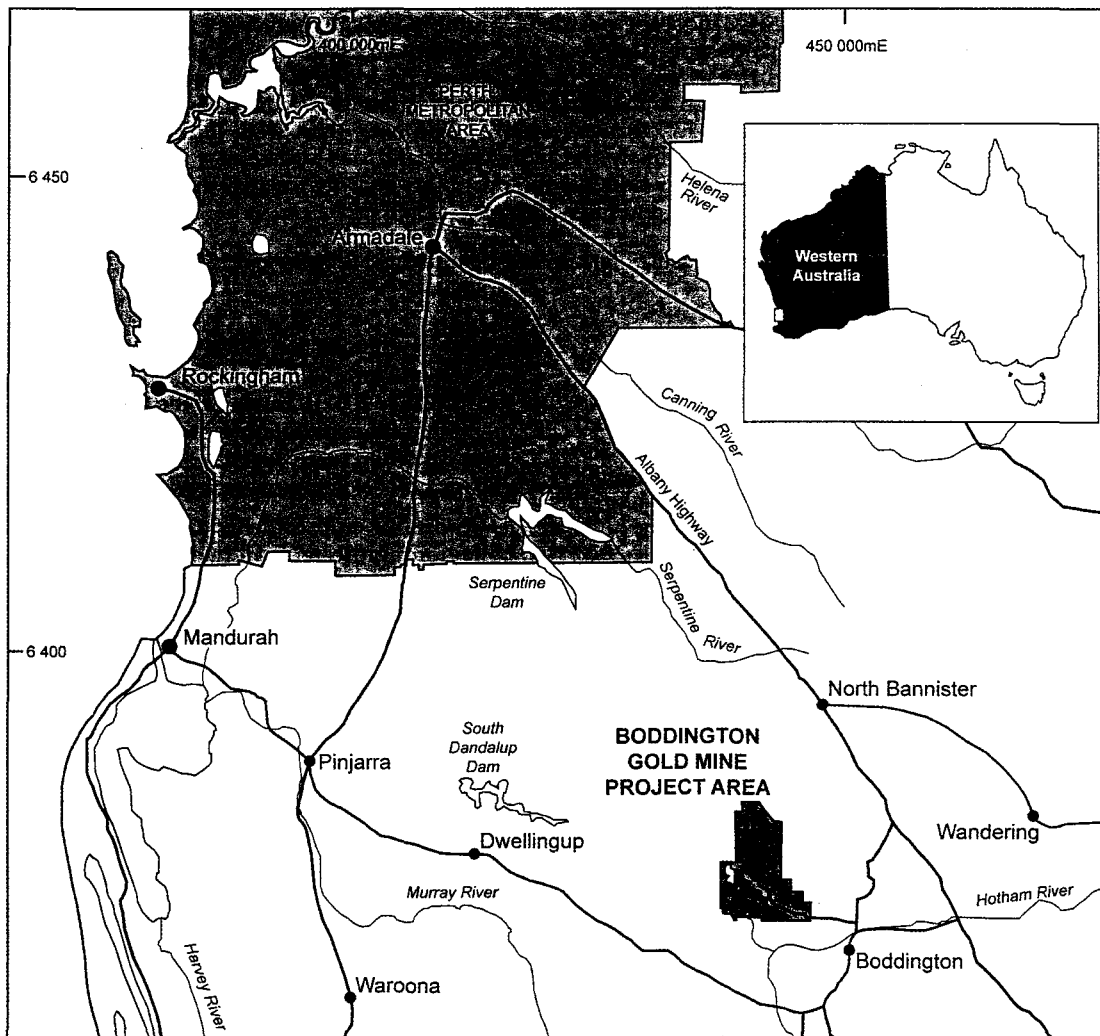 400 000mE
450 000mE
PERTH
METROPOLITAN
AREA
6 450
Helena
River
Armadale
Western
Australia
Rockingham
Canning River
Albany Highway
Serpentine
Dam
Serpentine
River
Mandurah
6 400
North Bannister
BODDINGTON
GOLD MINE
PROJECT AREA
South
Dandalup
Dam
Pinjarra
Wandering
Dwellingup
Murray River
Hotham River
Boddington
Harvey River
Waroona